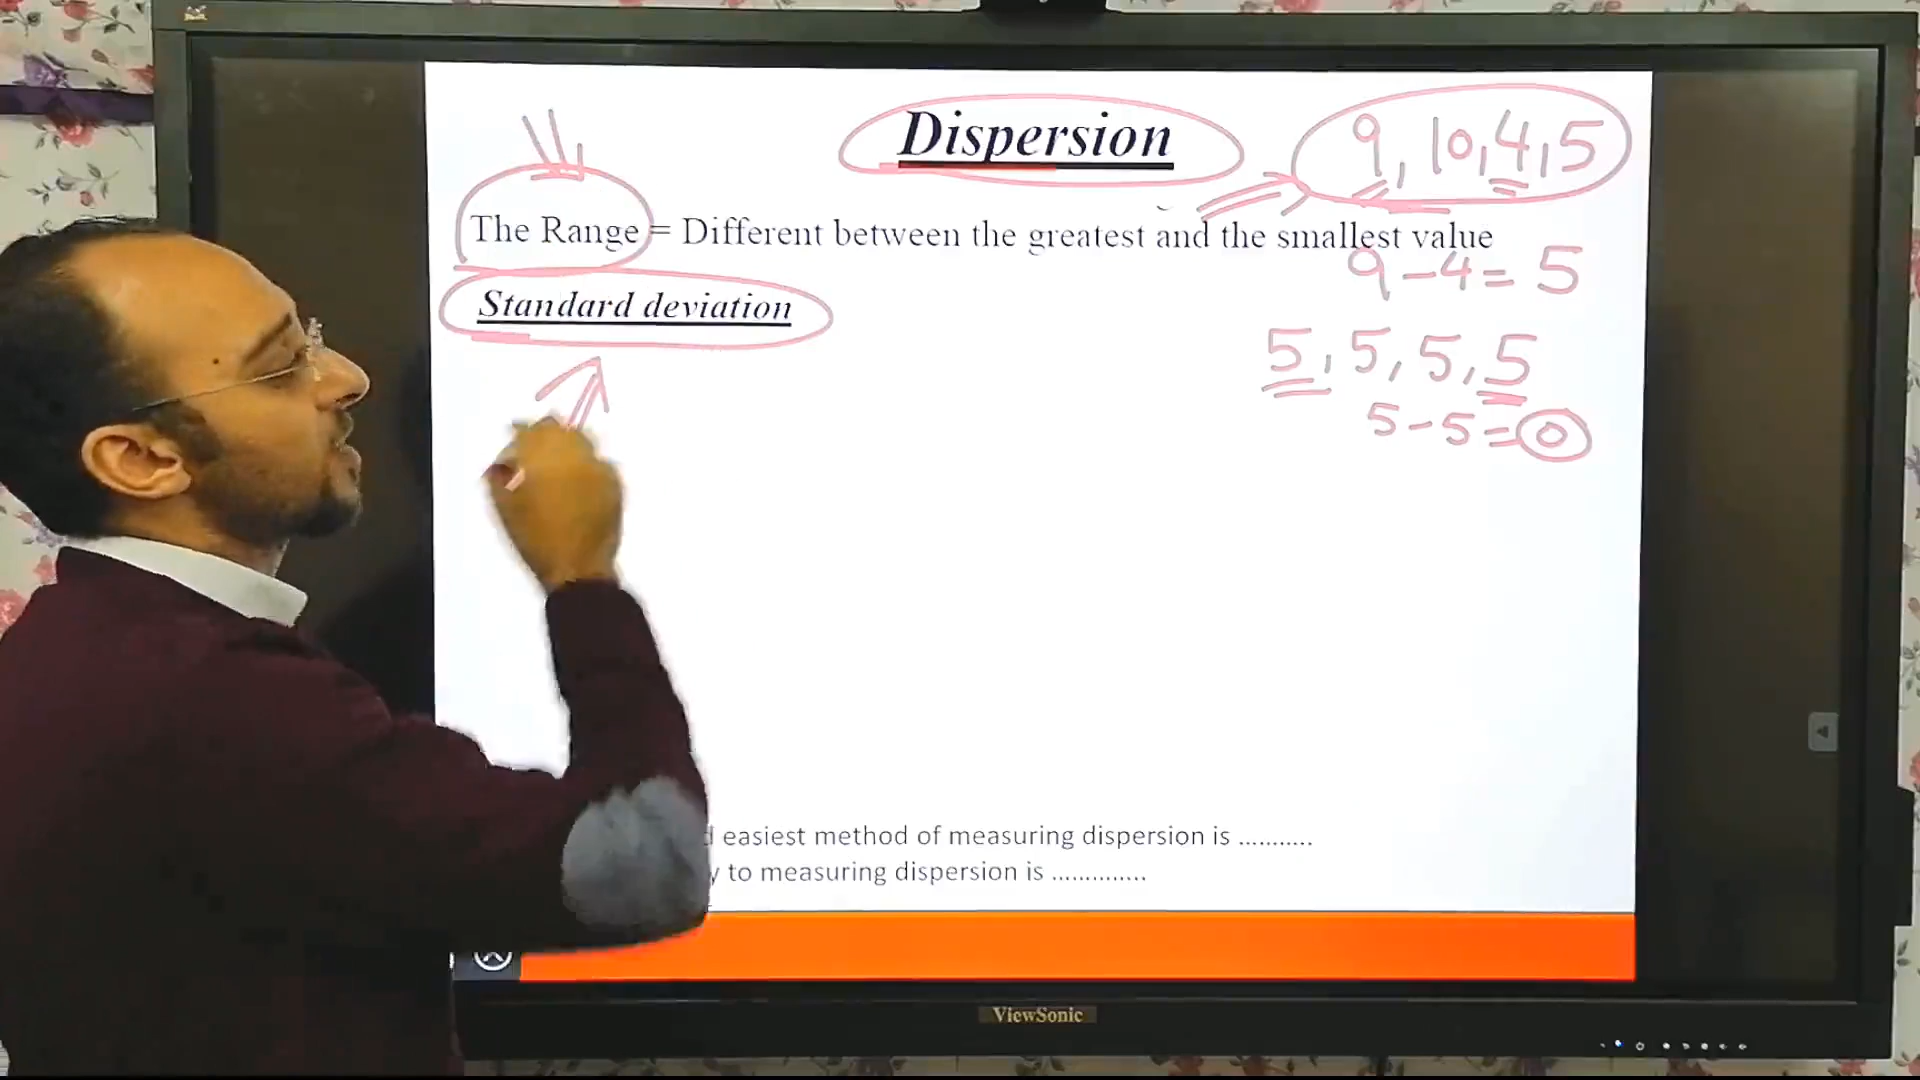 Dispersion
9, 10, 4, 5
The Range = Different between the greatest and the smallest value
9 - 4 = 5
Standard deviation
5, 5, 5, 5
5 - 5 = 0
easiest method of measuring dispersion is ...........
to measuring dispersion is ..............
ViewSonic